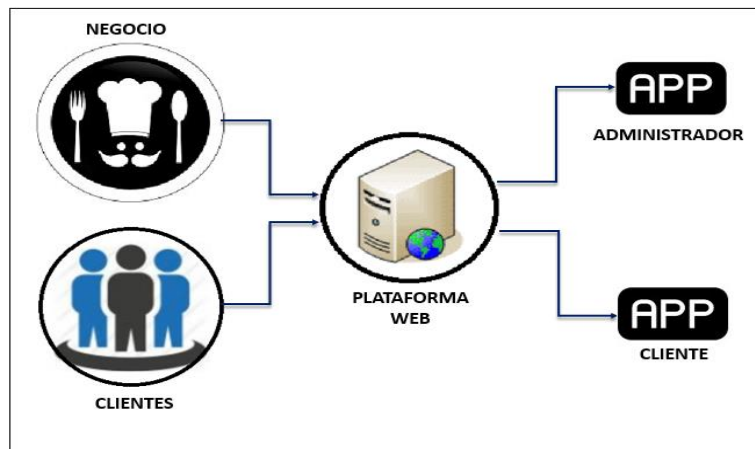 NEGOCIO
APP
ADMINISTRADOR
PLATAFORMA
WEB
APP
CLIENTE
CLIENTES